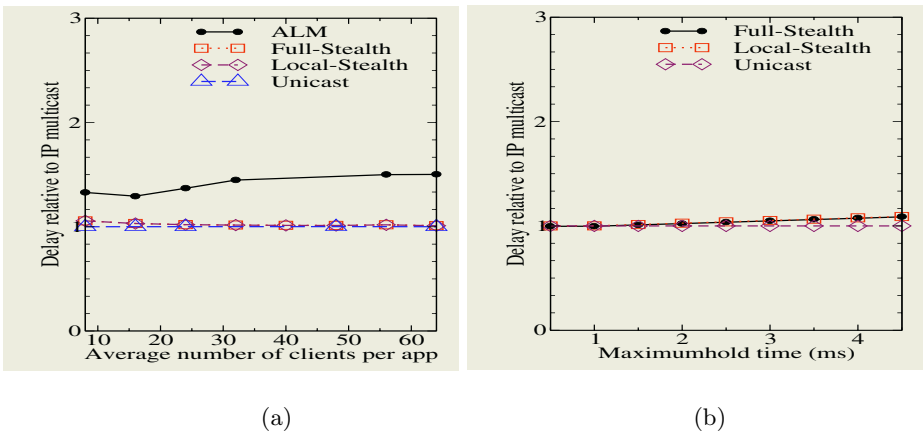 3
2
1
0
Delay relative to IP multicast
ALM
Full-Stealth
Local-Stealth
Unicast
10 20 30 40 50 60
Average number of clients per app
(a)
3
2
1
0
Delay relative to IP multicast
Full-Stealth
Local-Stealth
Unicast
1 2 3 4
Maximumhold time (ms)
(b)